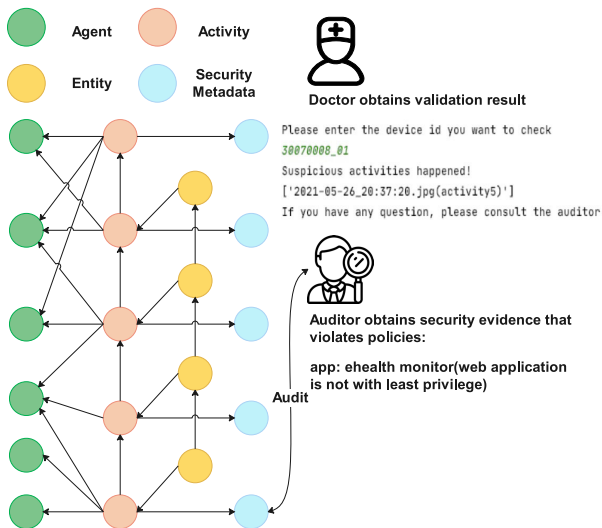 Agent
Activity
Entity
Security
Metadata
Doctor obtains validation result
Please enter the device id you want to check
30070008_01
Suspicious activities happened!
['2021-05-26_20:37:20.jpg(activity5)']
If you have any question, please consult the auditor
Auditor obtains security evidence that
violates policies:
app: ehealth monitor(web application
is not with least privilege)
Audit